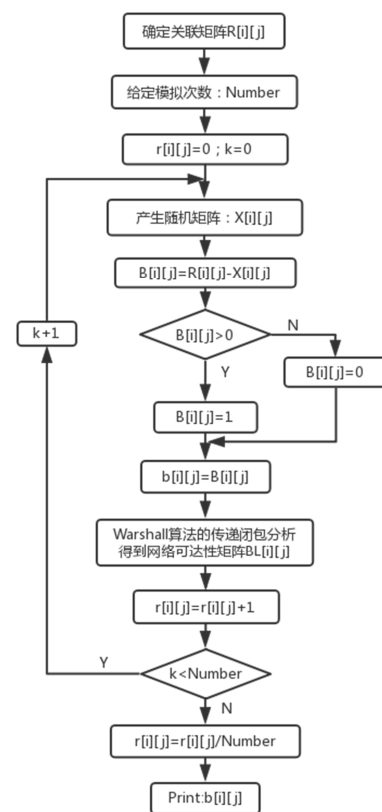 确定关联矩阵R[i][j]
给定模拟次数：Number
r[i][j]=0；k=0
产生随机矩阵：X[i][j]
B[i][j]=R[i][j]-X[i][j]
B[i][j]>0
N
k+1
B[i][j]=0
Y
B[i][j]=1
b[i][j]=B[i][j]
Warshall算法的传递闭包分析
得到网络可达性矩阵BL[i][j]
r[i][j]=r[i][j]+1
Y
k<Number
N
r[i][j]=r[i][j]/Number
Print:b[i][j]